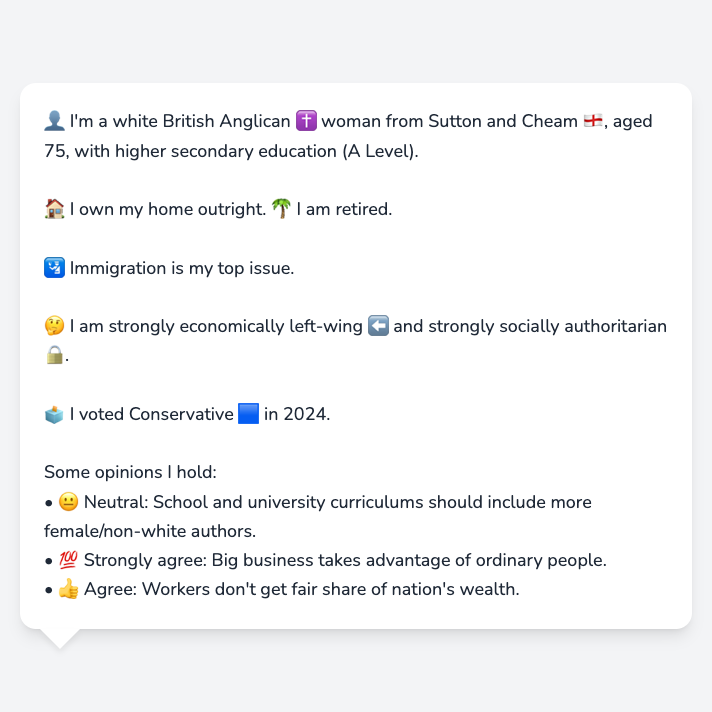 👤 I'm a white British Anglican ✝️ woman from Sutton and Cheam 🏴󠁧󠁢󠁥󠁮󠁧󠁿, aged
75, with higher secondary education (A Level).
🏠 I own my home outright. 🌴 I am retired.
🛂 Immigration is my top issue.
🤔 I am strongly economically left-wing ⬅️ and strongly socially authoritarian
🔒.
🗳️ I voted Conservative 🟦 in 2024.
Some opinions I hold:
• 😐 Neutral: School and university curriculums should include more
female/non-white authors.
• 💯 Strongly agree: Big business takes advantage of ordinary people.
• 👍 Agree: Workers don't get fair share of nation's wealth.